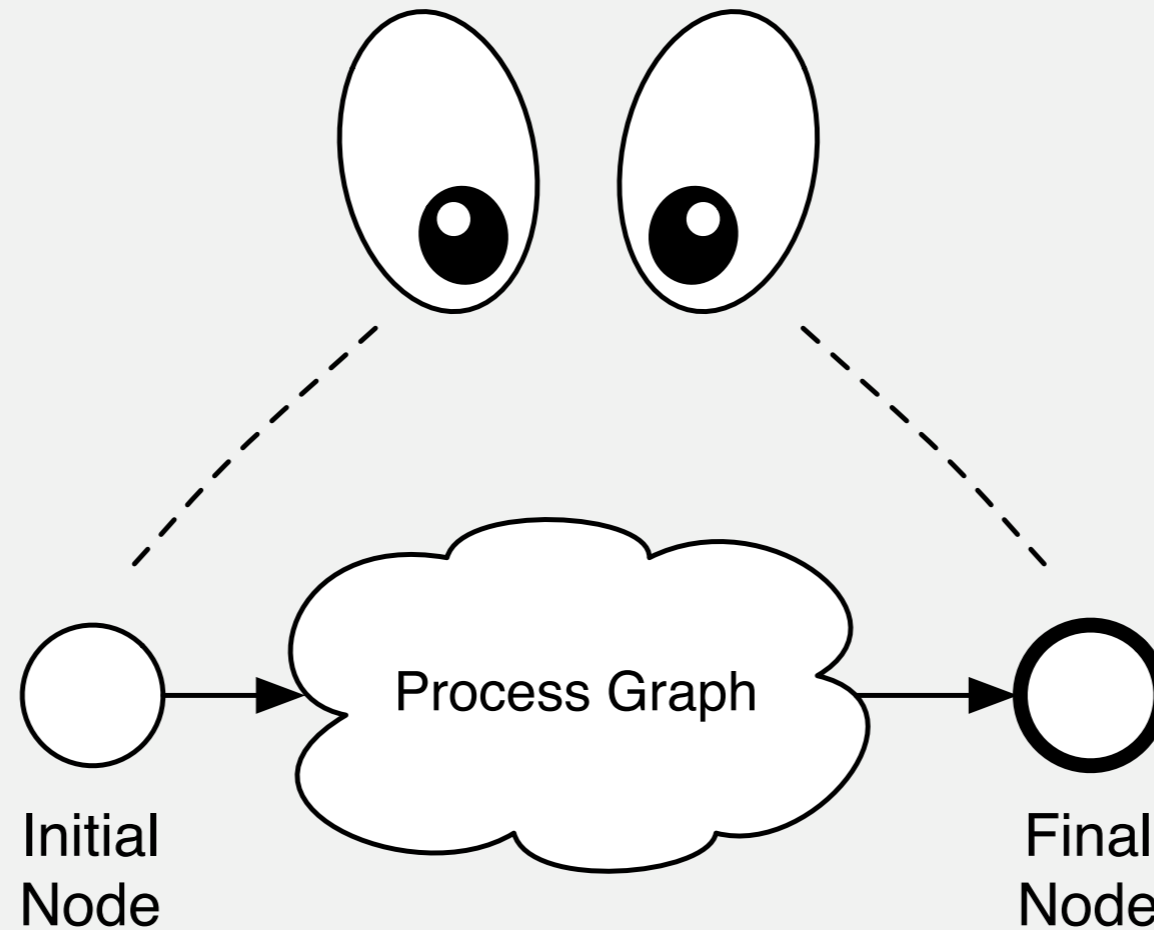 Process Graph
Initial
Node
Final
Node